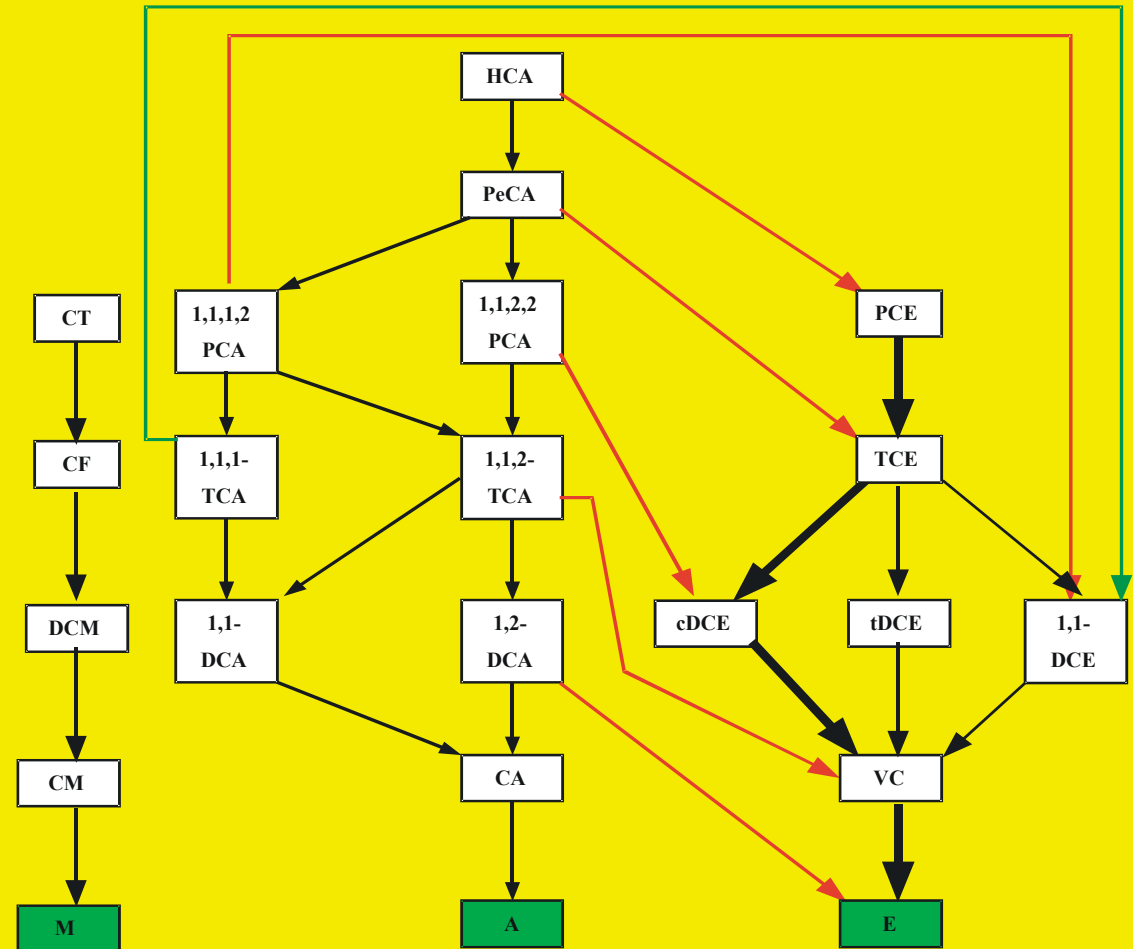 HCA
PeCA
CT
1,1,1,2
PCA
1,1,2,2
PCA
PCE
CF
1,1,1-
TCA
1,1,2-
TCA
TCE
DCM
1,1-
DCA
1,2-
DCA
cDCE
tDCE
1,1-
DCE
CM
CA
VC
M
A
E